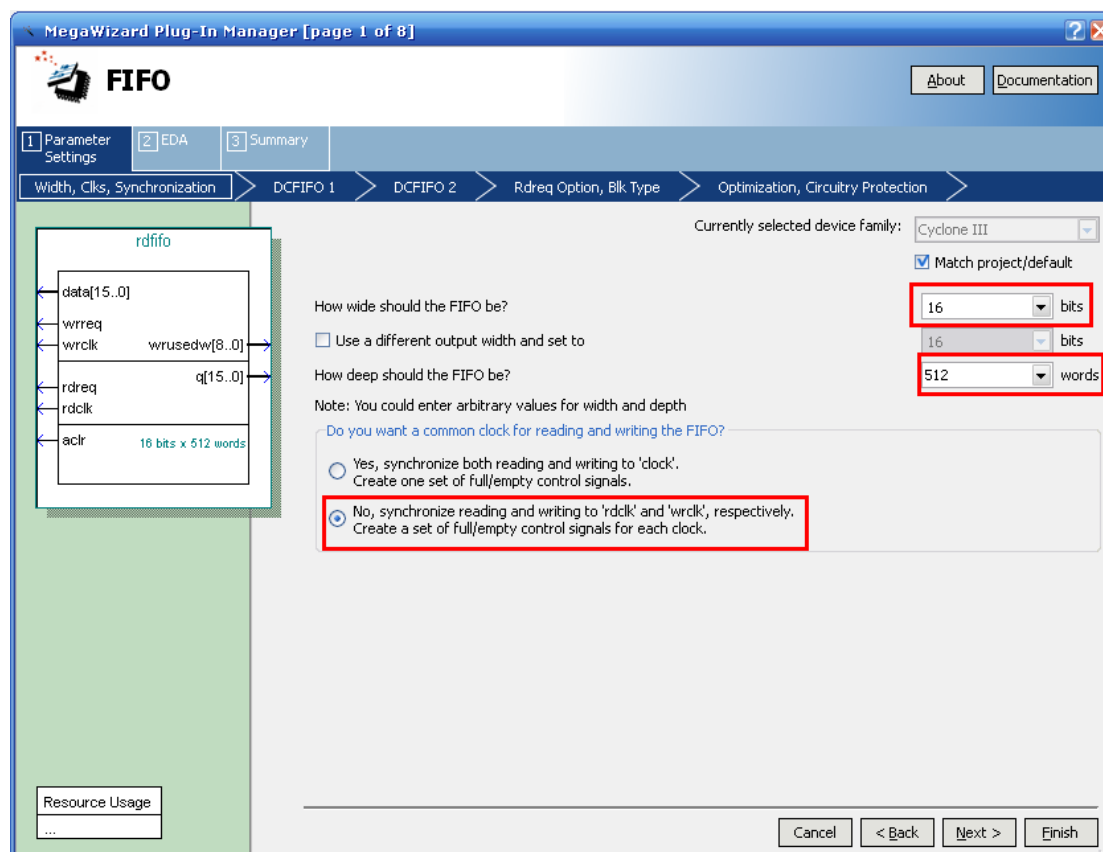 MegaWizard Plug-In Manager [page 1 of 8]
FIFO
About
Documentation
1 Parameter Settings
2 EDA
3 Summary
Width, Clks, Synchronization
DCFIFO 1
DCFIFO 2
Rdreq Option, Blk Type
Optimization, Circuitry Protection
rdfifo
data[15..0]
wrreq
wrclk
wrusedw[8..0]
q[15..0]
rdreq
rdclk
aclr
16 bits x 512 words
Currently selected device family:
Cyclone III
Match project/default
How wide should the FIFO be?
16
bits
Use a different output width and set to
16
bits
How deep should the FIFO be?
512
words
Note: You could enter arbitrary values for width and depth
Do you want a common clock for reading and writing the FIFO?
Yes, synchronize both reading and writing to 'clock'.
Create one set of full/empty control signals.
No, synchronize reading and writing to 'rdclk' and 'wrclk', respectively.
Create a set of full/empty control signals for each clock.
Resource Usage
...
Cancel
< Back
Next >
Finish